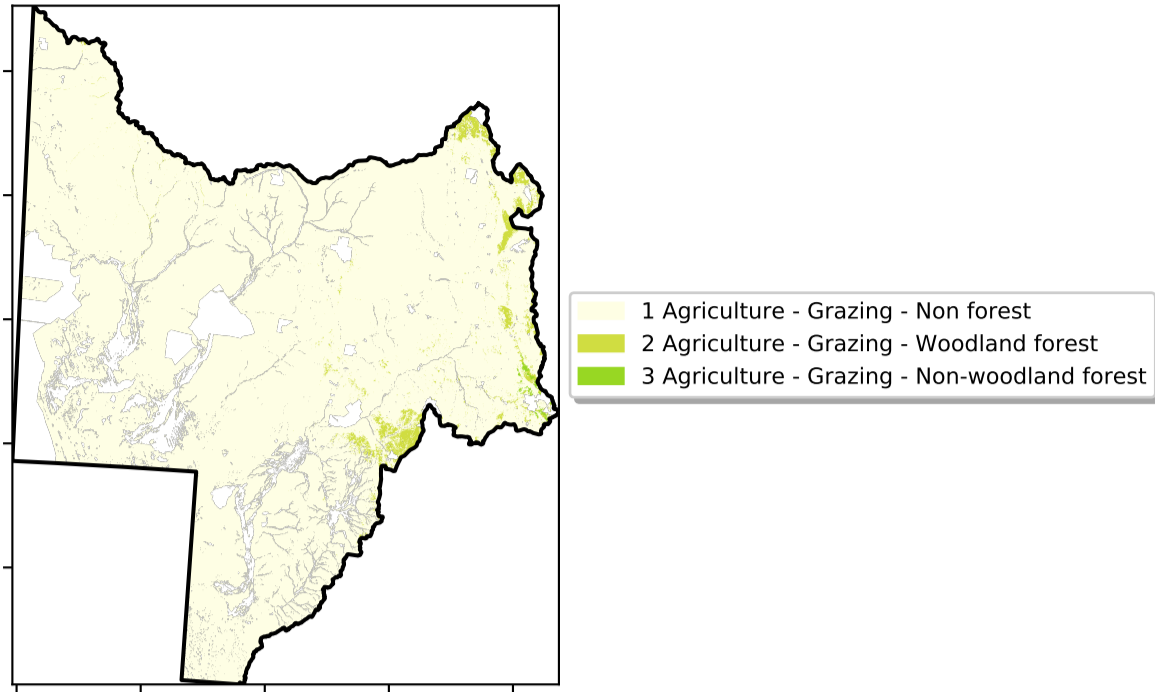 1 Agriculture - Grazing - Non forest
2 Agriculture - Grazing - Woodland forest
3 Agriculture - Grazing - Non-woodland forest